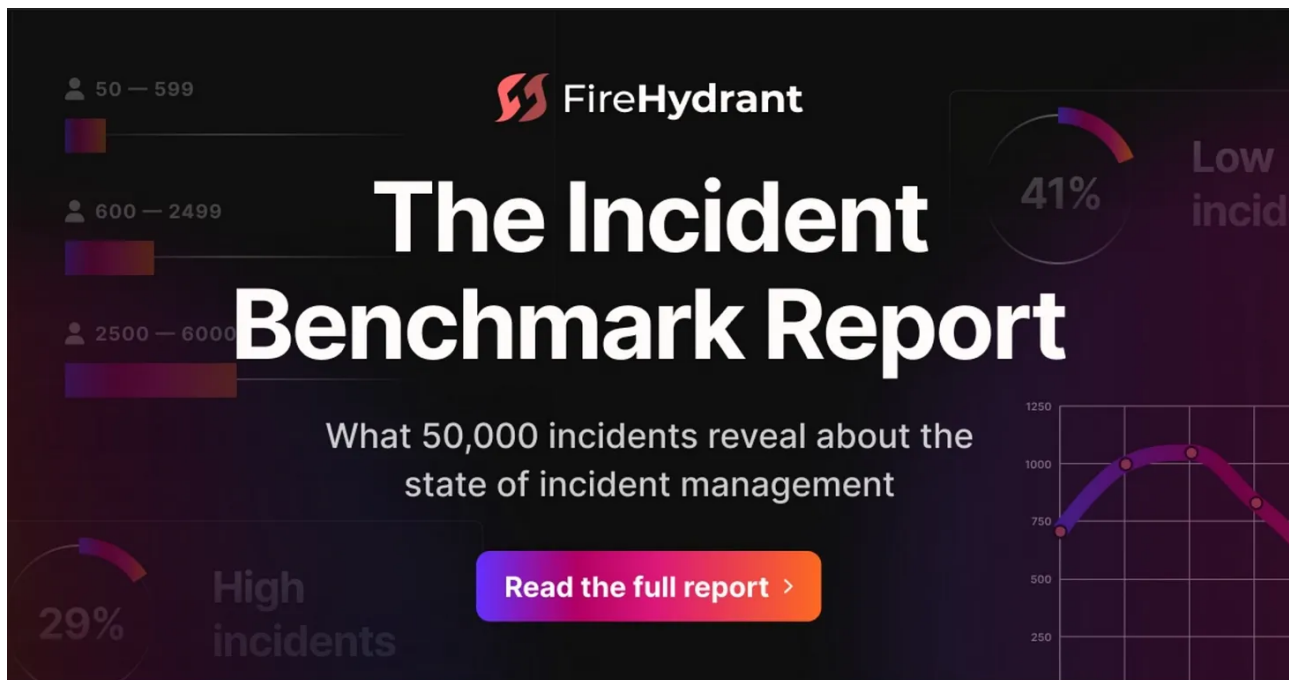 FireHydrant
The Incident
Benchmark Report
What 50,000 incidents reveal about the
state of incident management
Read the full report
50 — 599
600 — 2499
2500 — 6000
29%
High
incidents
41%
Low
incid
1250
1000
750
500
250